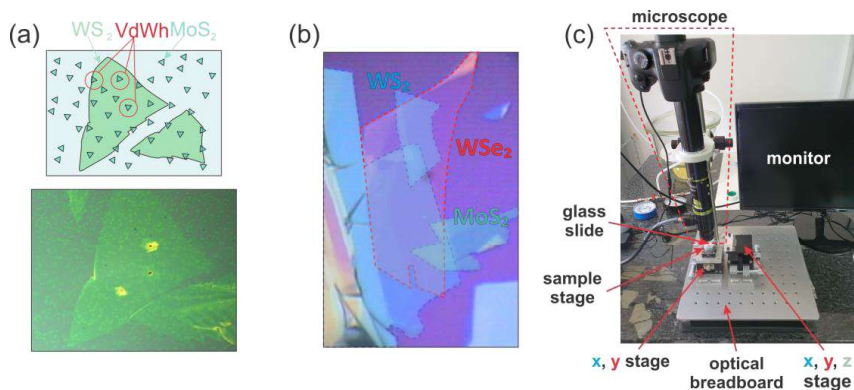 (a)
WS₂ VdWh MoS₂
(b)
WS₂
WSe₂
MoS₂
(c)
microscope
monitor
glass
slide
sample
stage
x, y stage
optical
breadboard
x, y, z
stage